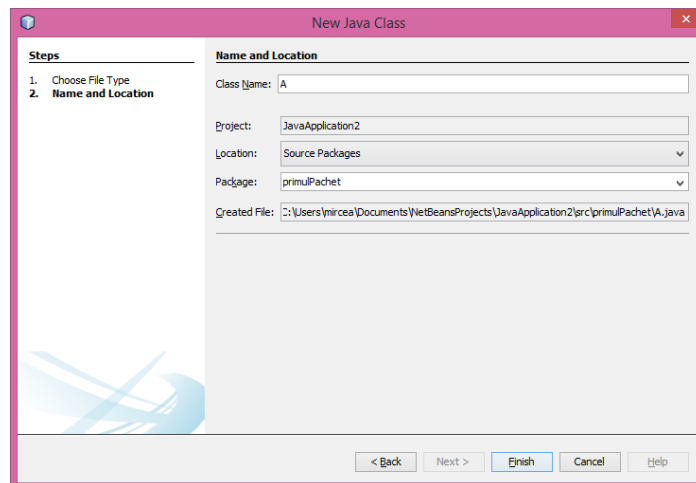 New Java Class
Steps
1. Choose File Type
2. Name and Location
Name and Location
Class Name: A
Project: JavaApplication2
Location: Source Packages
Package: primulPachet
Created File: C:\Users\mircea\Documents\NetBeansProjects\JavaApplication2\src\primulPachet\A.java
< Back Next > Finish Cancel Help